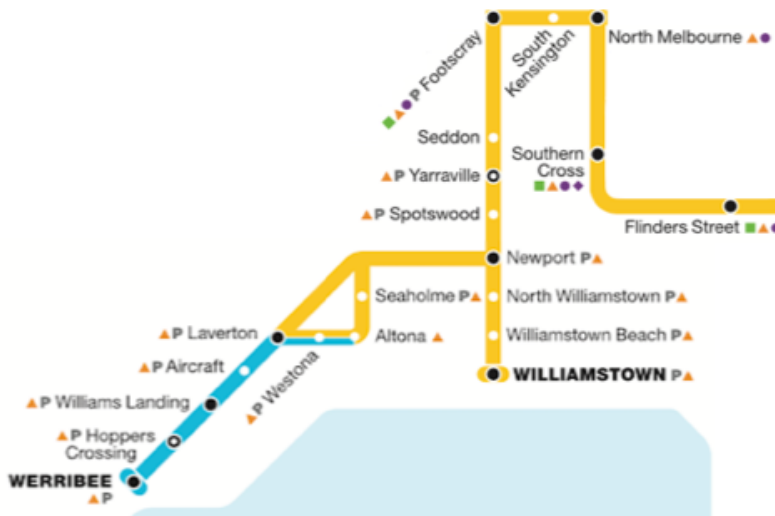 P Footscray
South
Kensington
North Melbourne
Seddon
Southern
Cross
P Yarraville
P Spotswood
Flinders Street
Newport P
Seaholme P
North Williamstown P
P Laverton
Altona
Williamstown Beach P
P Aircraft
P Westona
WILLIAMSTOWN P
P Williams Landing
P Hoppers
Crossing
WERRIBEE
P